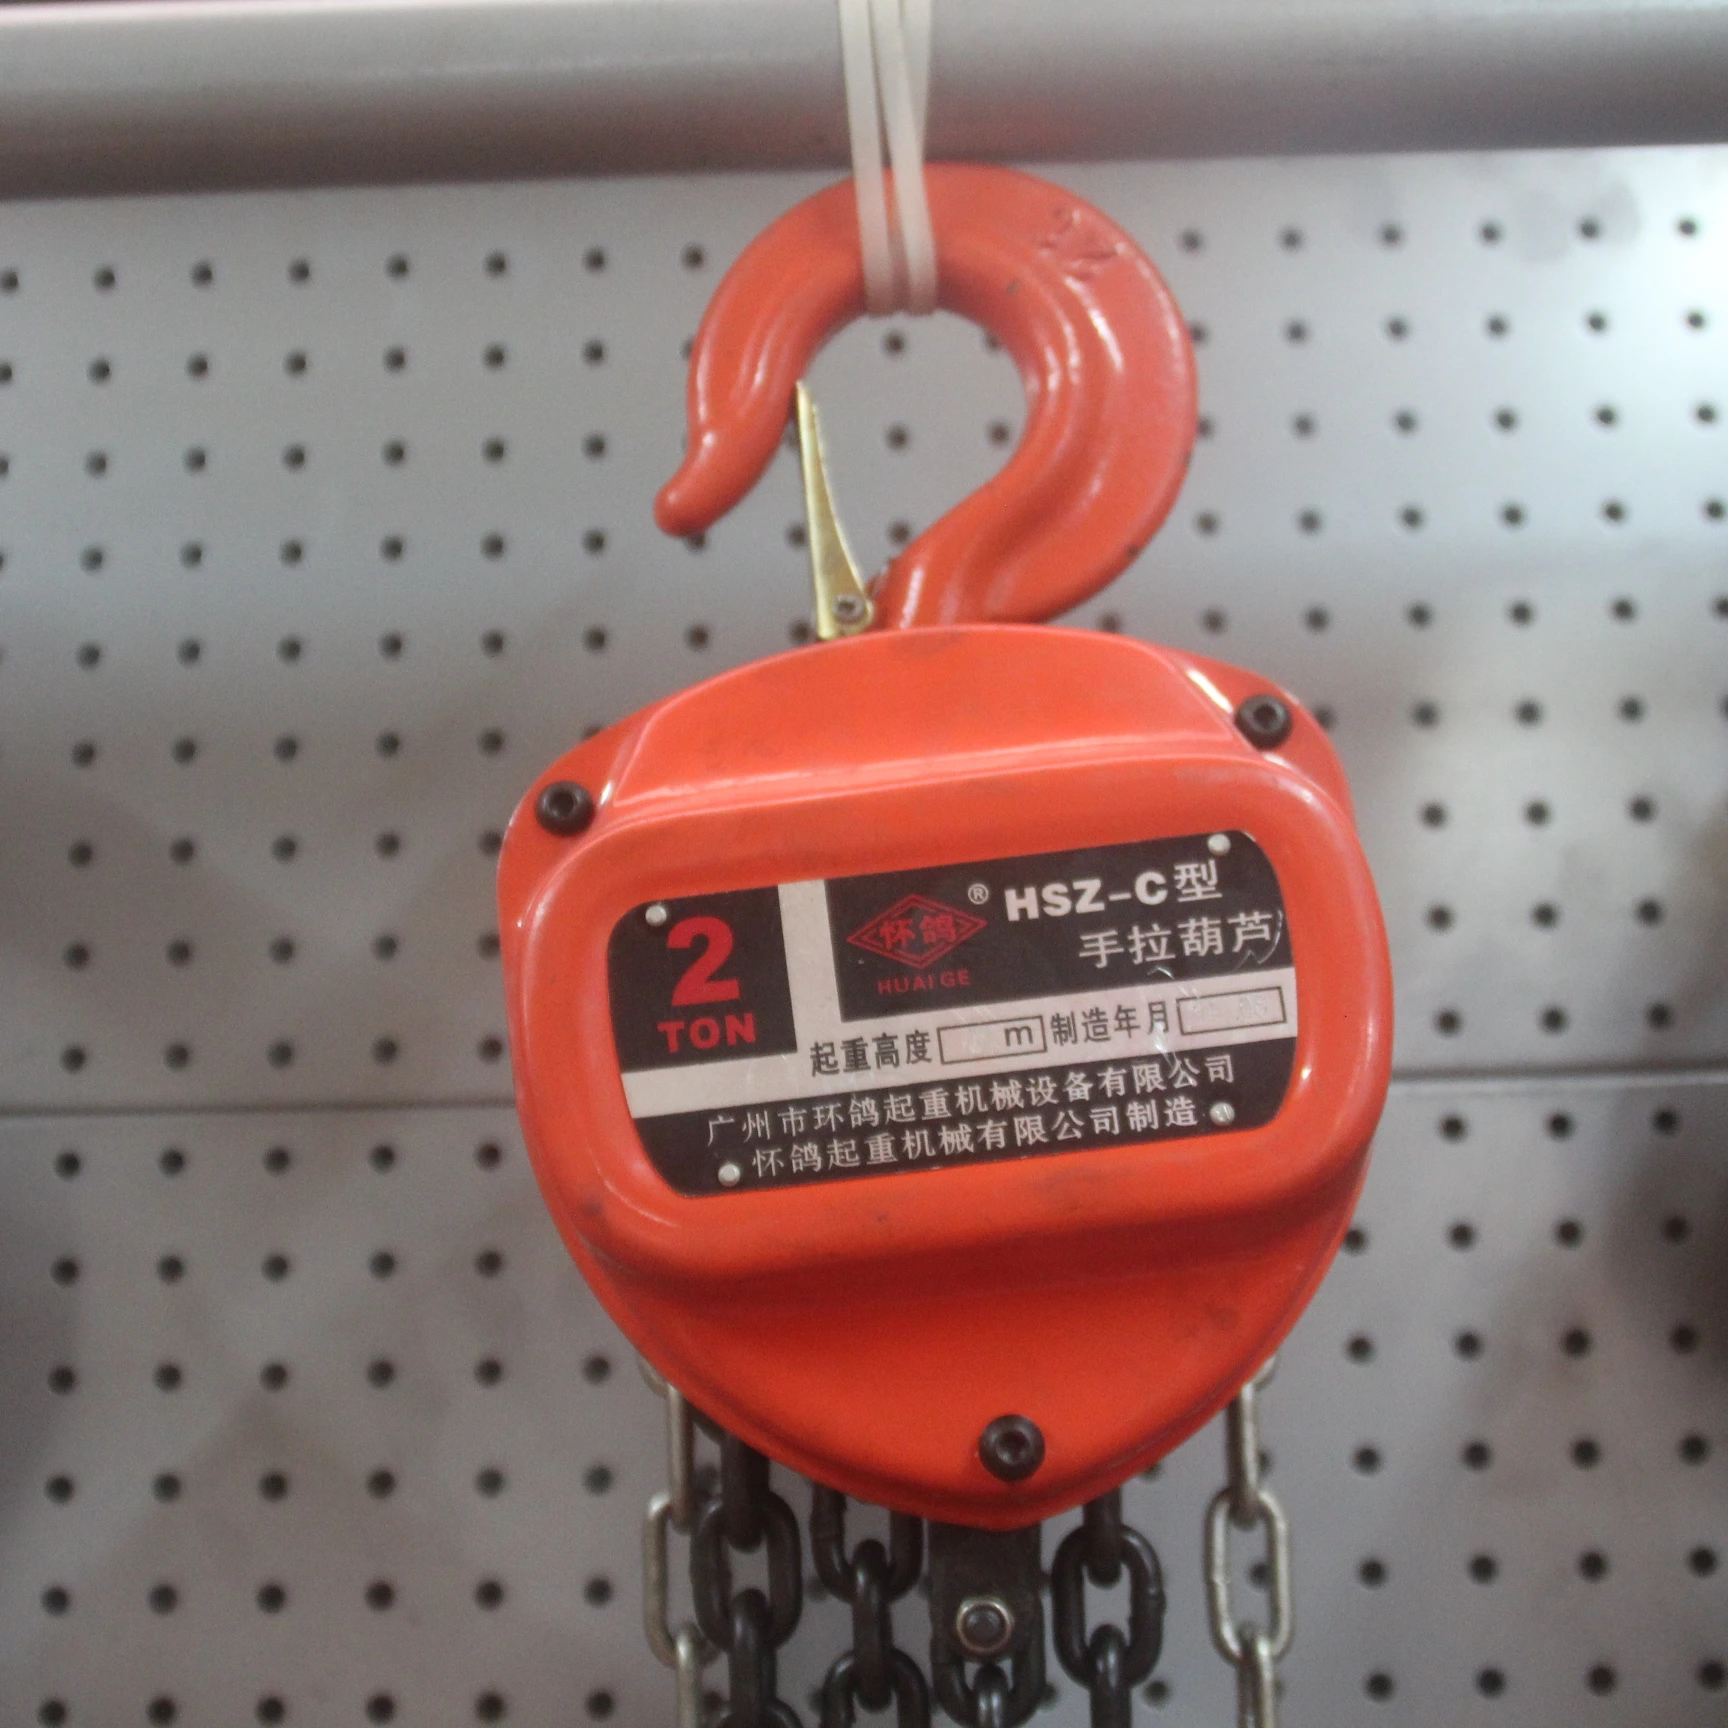 2
TON
怀鸽
®
HUAIGE
HSZ-C型
手拉葫芦
起重高度 m 制造年月
广州市环鸽起重机械设备有限公司
怀鸽起重机械有限公司制造